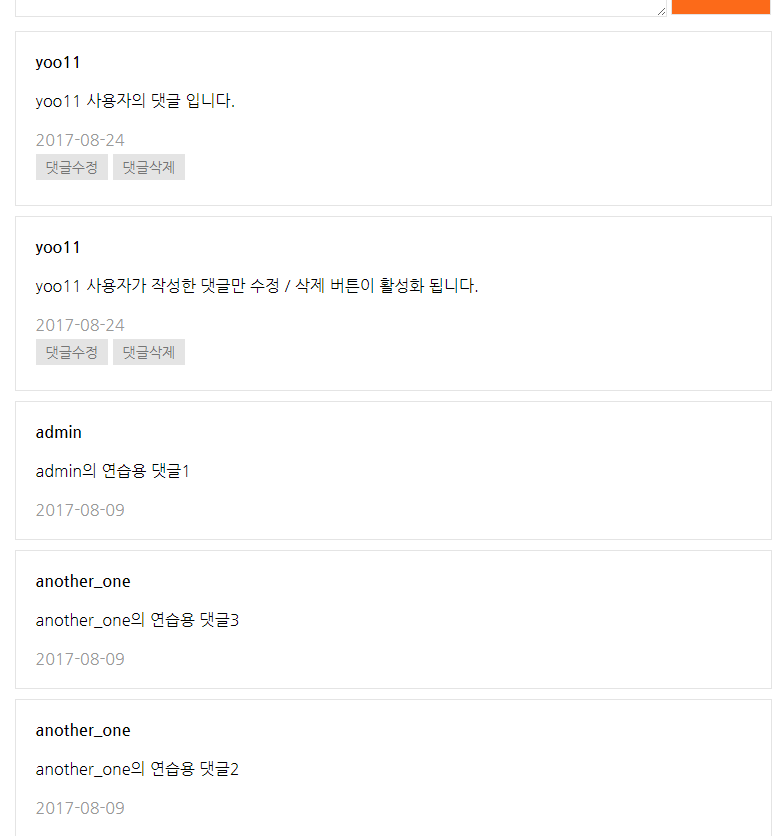 yoo11
yoo11 사용자의 댓글 입니다.
2017-08-24
댓글수정 댓글삭제
yoo11
yoo11 사용자가 작성한 댓글만 수정 / 삭제 버튼이 활성화 됩니다.
2017-08-24
댓글수정 댓글삭제
admin
admin의 연습용 댓글1
2017-08-09
another_one
another_one의 연습용 댓글3
2017-08-09
another_one
another_one의 연습용 댓글2
2017-08-09